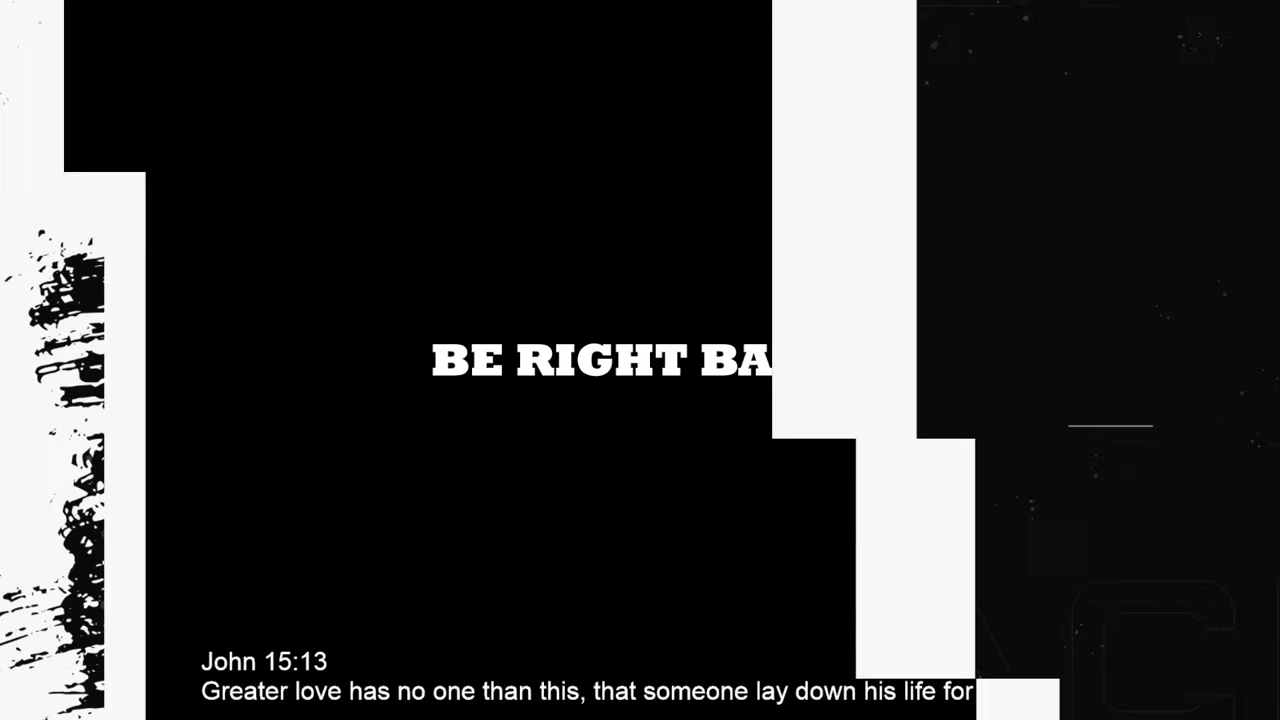 BE RIGHT BA
John 15:13
Greater love has no one than this, that someone lay down his life for